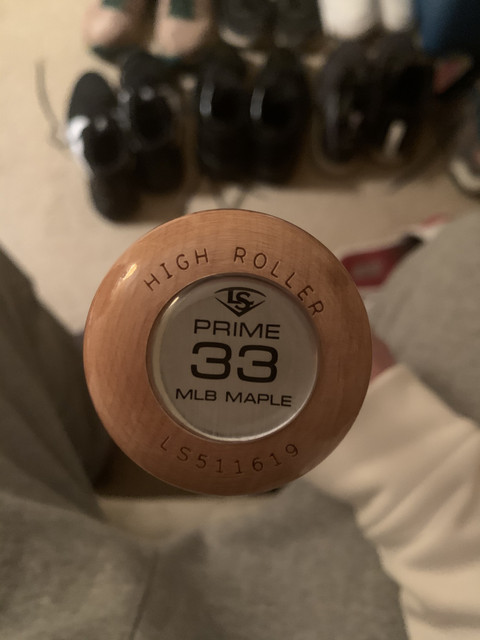 HIGH ROLLER
LS
PRIME
33
MLB MAPLE
LS511619